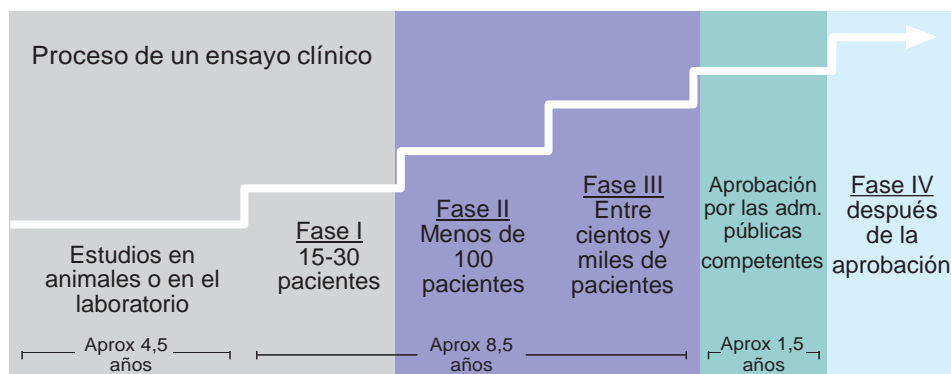 Proceso de un ensayo clínico
Estudios en
animales o en el
laboratorio
Fase I
15-30
pacientes
Fase II
Menos de
100
pacientes
Fase III
Entre
cientos y
miles de
pacientes
Aprobación
por las adm.
públicas
competentes
Fase IV
después
de la
aprobación
Aprox 4,5
años
Aprox 8,5
años
Aprox 1,5
años